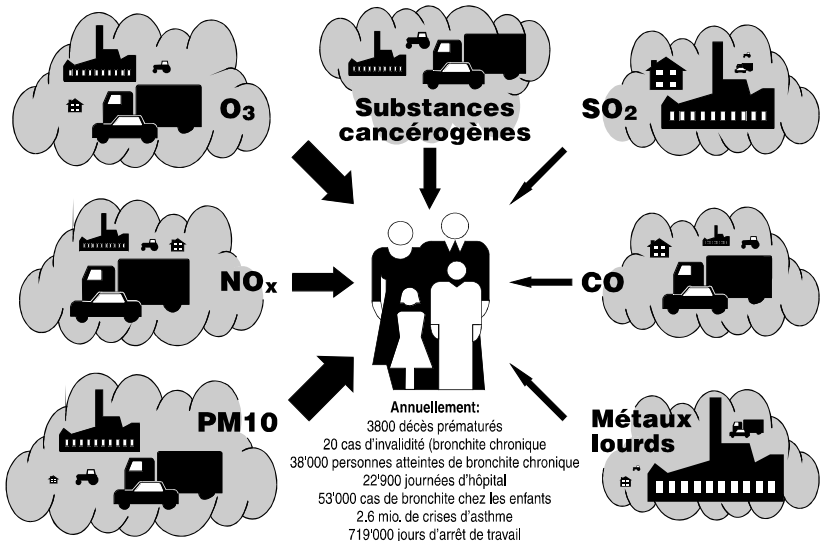 O3
Substances
cancérogènes
SO2
NOx
CO
PM10
Métaux
lourds
Annuellement:
3800 décès prématurés
20 cas d'invalidité (bronchite chronique
38'000 personnes atteintes de bronchite chronique
22'900 journées d'hôpital
53'000 cas de bronchite chez les enfants
2.6 mio. de crises d'asthme
719'000 jours d'arrêt de travail